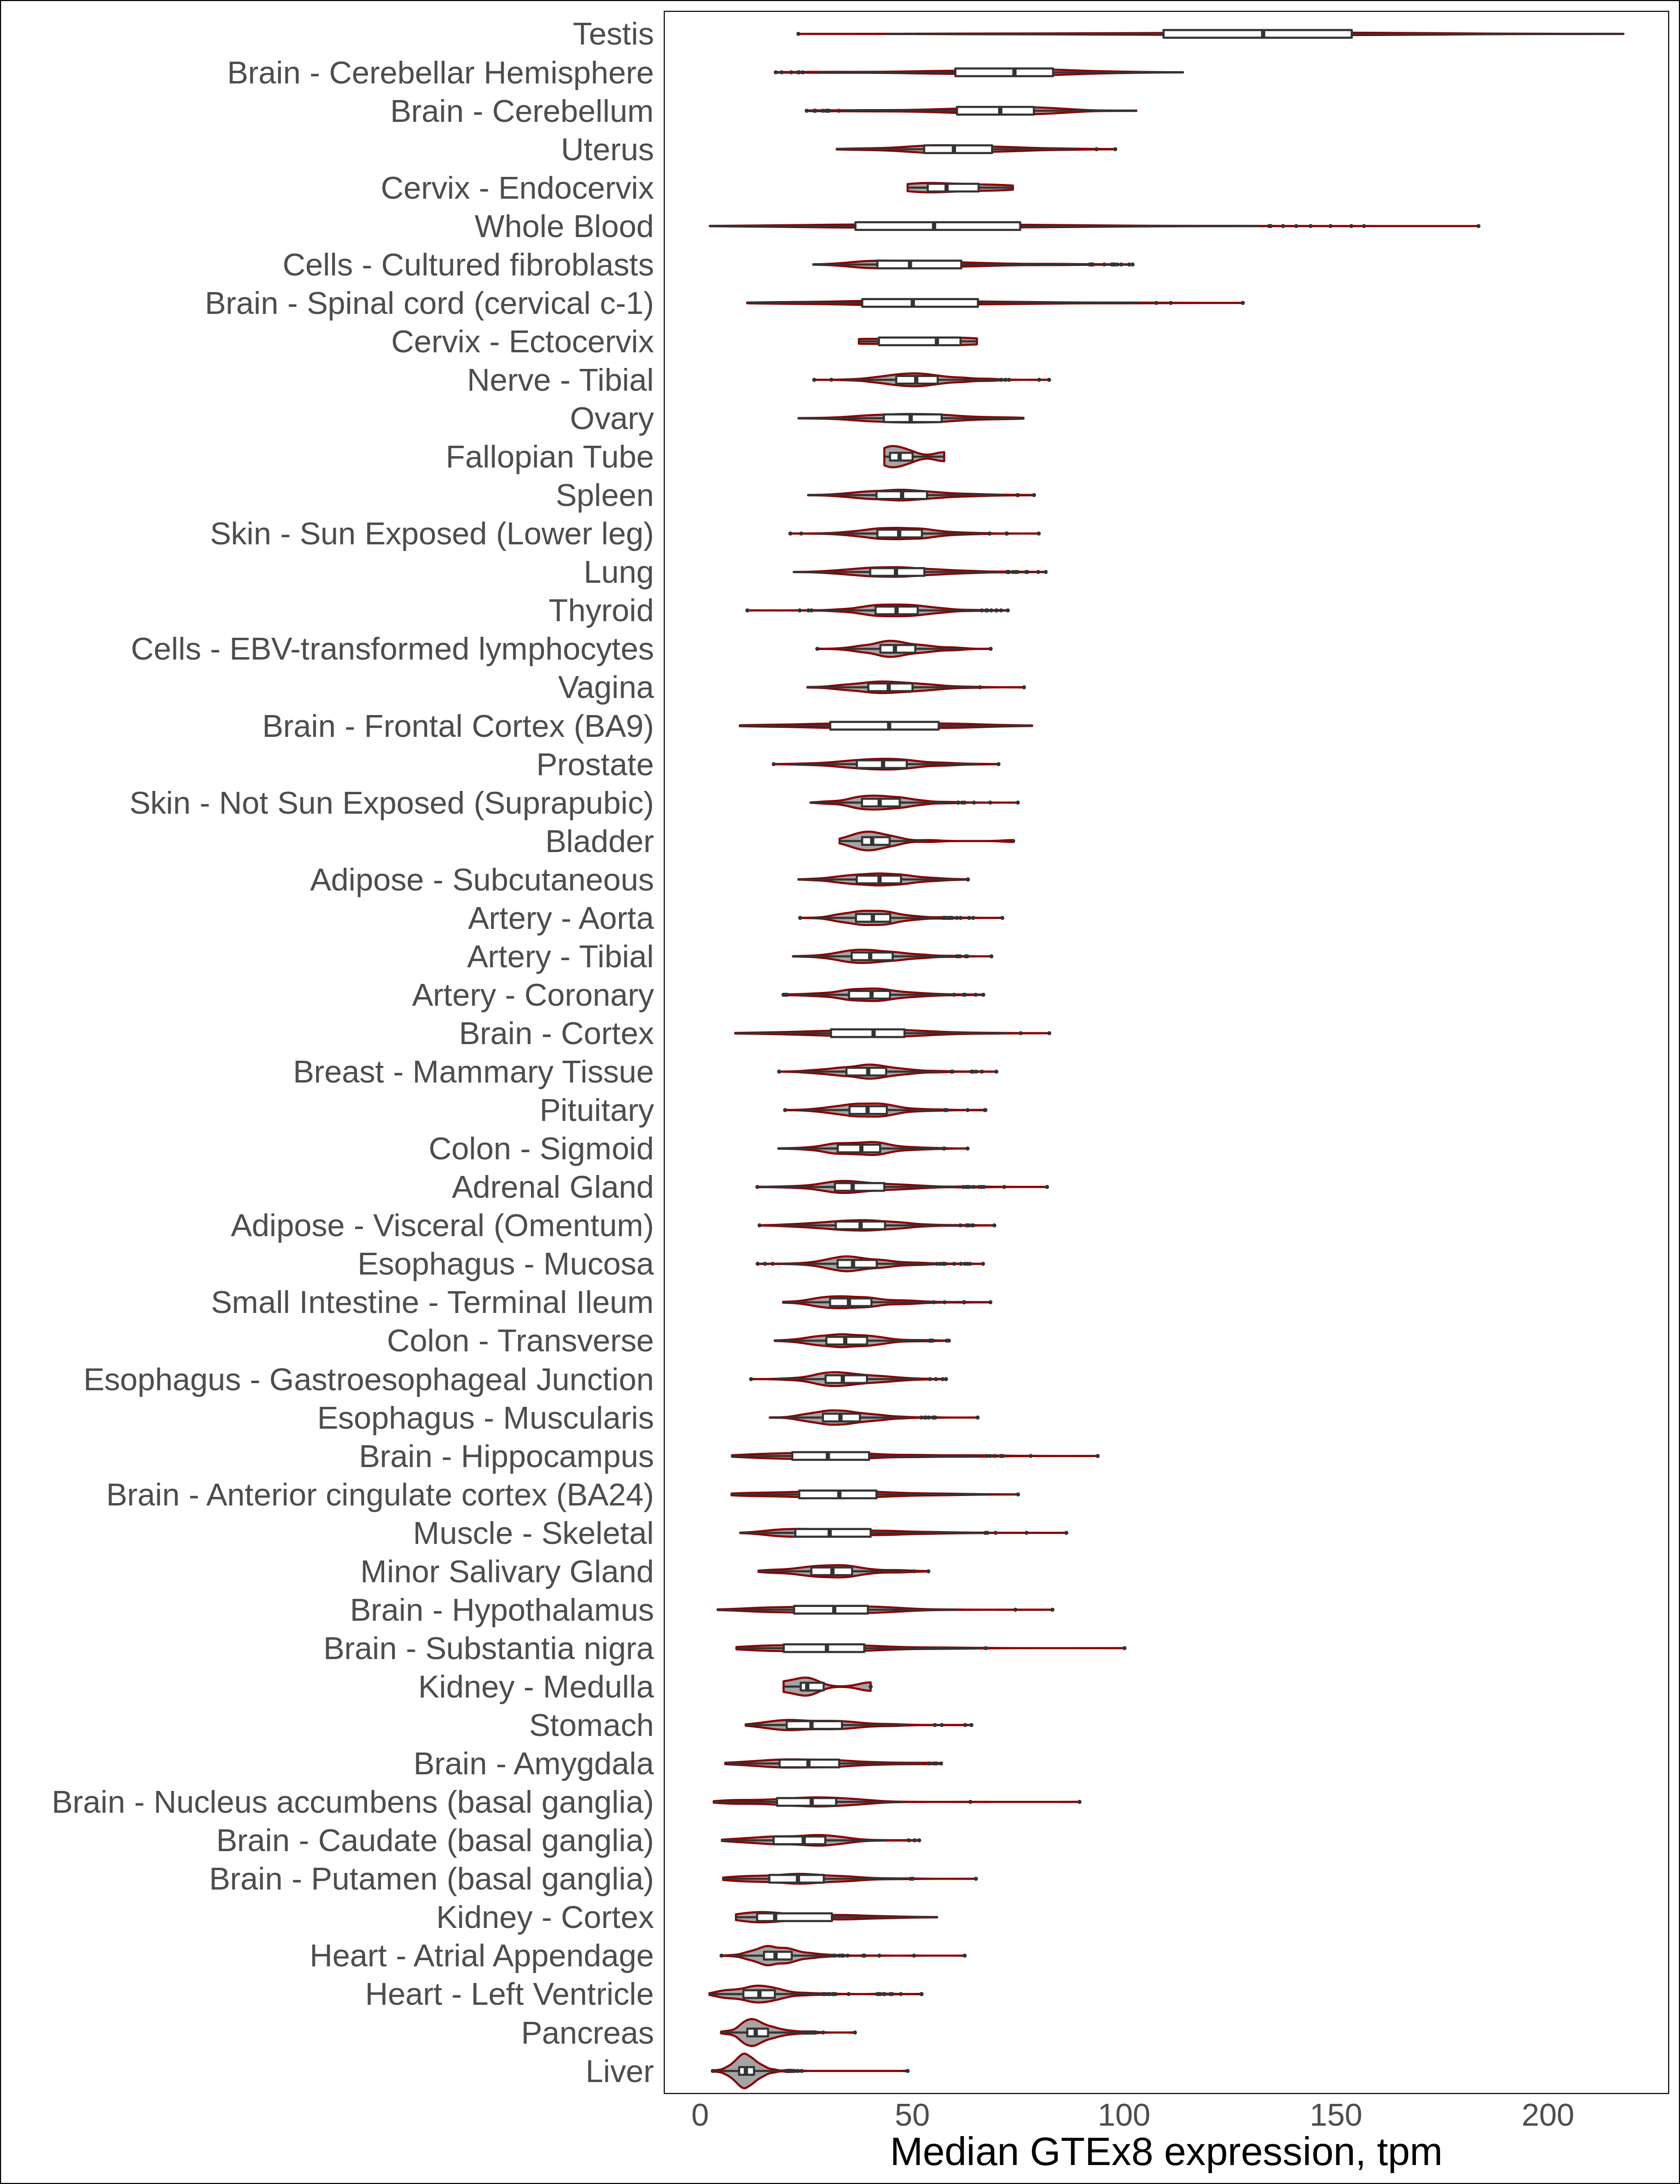 Testis
Brain - Cerebellar Hemisphere
Brain - Cerebellum
Uterus
Cervix - Endocervix
Whole Blood
Cells - Cultured fibroblasts
Brain - Spinal cord (cervical c-1)
Cervix - Ectocervix
Nerve - Tibial
Ovary
Fallopian Tube
Spleen
Skin - Sun Exposed (Lower leg)
Lung
Thyroid
Cells - EBV-transformed lymphocytes
Vagina
Brain - Frontal Cortex (BA9)
Prostate
Skin - Not Sun Exposed (Suprapubic)
Bladder
Adipose - Subcutaneous
Artery - Aorta
Artery - Tibial
Artery - Coronary
Brain - Cortex
Breast - Mammary Tissue
Pituitary
Colon - Sigmoid
Adrenal Gland
Adipose - Visceral (Omentum)
Esophagus - Mucosa
Small Intestine - Terminal Ileum
Colon - Transverse
Esophagus - Gastroesophageal Junction
Esophagus - Muscularis
Brain - Hippocampus
Brain - Anterior cingulate cortex (BA24)
Muscle - Skeletal
Minor Salivary Gland
Brain - Hypothalamus
Brain - Substantia nigra
Kidney - Medulla
Stomach
Brain - Amygdala
Brain - Nucleus accumbens (basal ganglia)
Brain - Caudate (basal ganglia)
Brain - Putamen (basal ganglia)
Kidney - Cortex
Heart - Atrial Appendage
Heart - Left Ventricle
Pancreas
Liver
0 50 100 150 200
Median GTEx8 expression, tpm